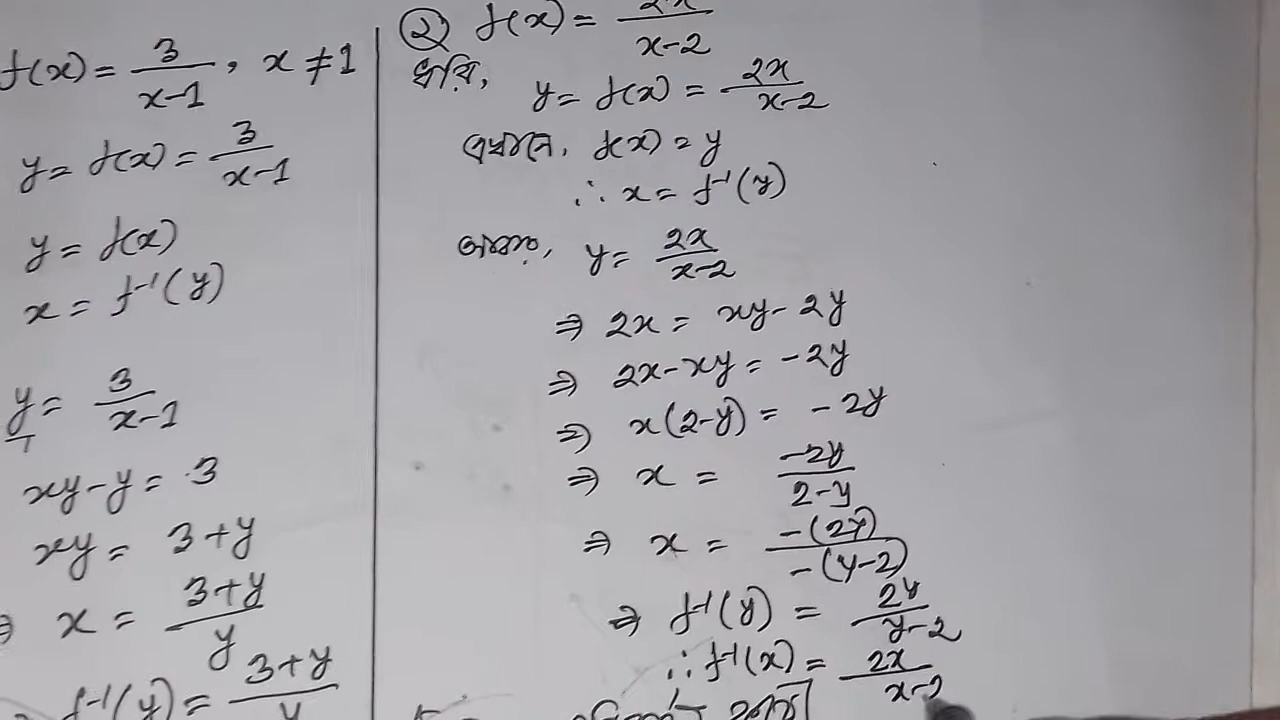 f(x) = 3/(x-1), x ≠ 1
y = f(x) = 3/(x-1)
y = f(x)
x = f⁻¹(y)
y = 3/(x-1)
xy-y = 3
xy = 3+y
⇒ x = (3+y)/y
f⁻¹(y) = (3+y)/y
② f(x) = 2x/(x-2)
ধরি, y = f(x) = 2x/(x-2)
এখানে, f(x) = y
∴ x = f⁻¹(y)
y = 2x/(x-2)
⇒ 2x = xy-2y
⇒ 2x-xy = -2y
⇒ x(2-y) = -2y
⇒ x = -2y/(2-y)
⇒ x = -(2y)/-(y-2)
⇒ f⁻¹(y) = 2y/(y-2)
∴ f⁻¹(x) = 2x/(x-2)